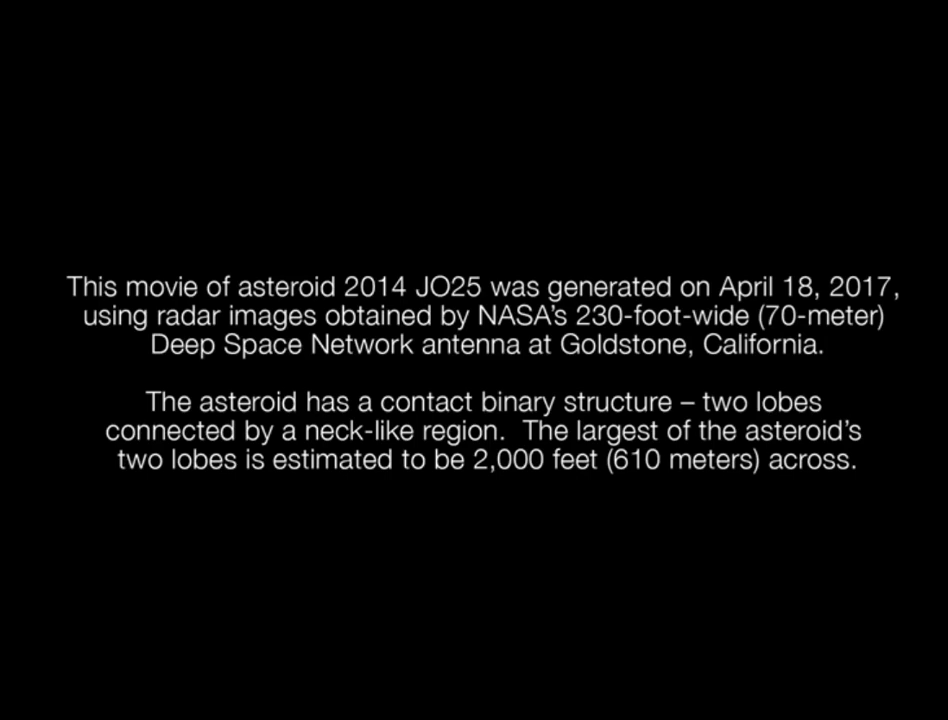 This movie of asteroid 2014 JO25 was generated on April 18, 2017,
using radar images obtained by NASA's 230-foot-wide (70-meter)
Deep Space Network antenna at Goldstone, California.
The asteroid has a contact binary structure – two lobes
connected by a neck-like region.  The largest of the asteroid's
two lobes is estimated to be 2,000 feet (610 meters) across.